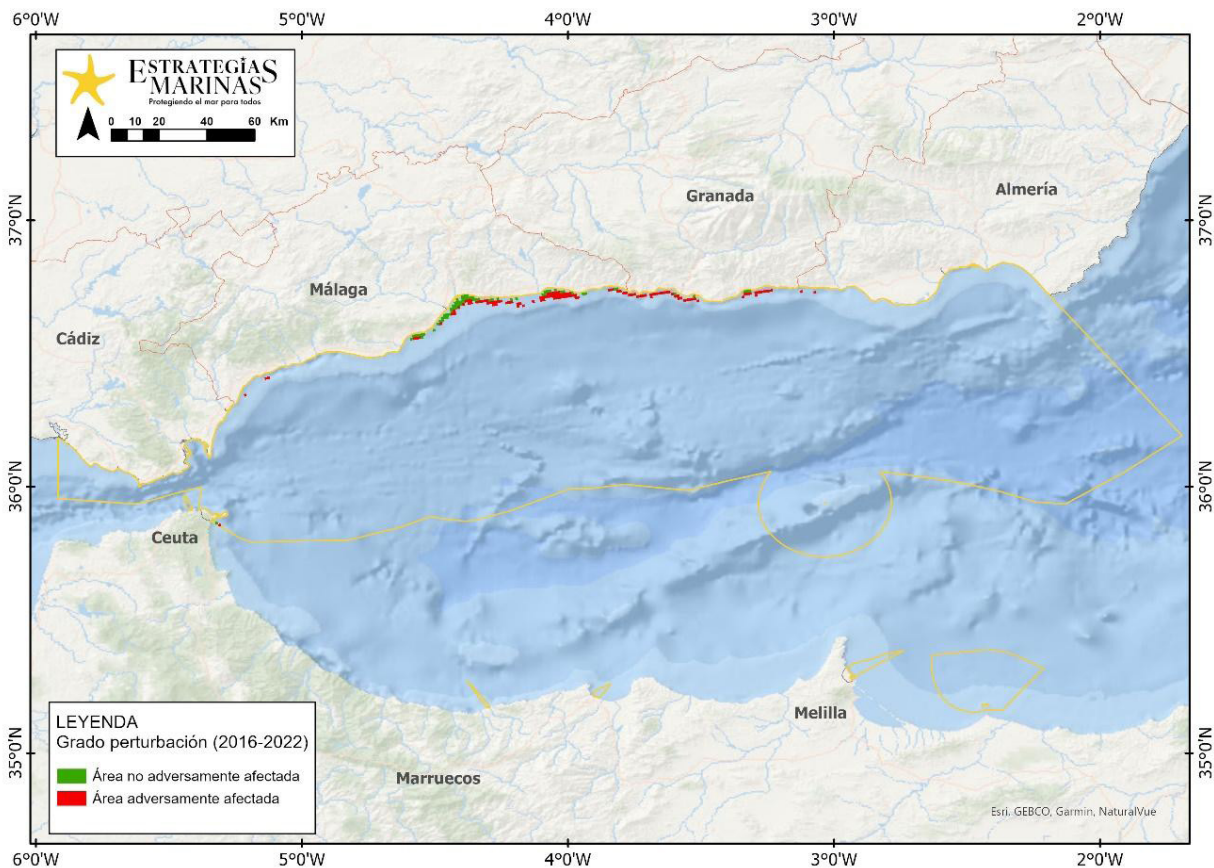 6°0'W 5°0'W 4°0'W 3°0'W 2°0'W
ESTRATEGIAS
MARINAS
Protegiendo el mar para todos
0 10 20 40 60 Km
37°0'N 37°0'N
Granada
Almería
Málaga
Cádiz
36°0'N 36°0'N
Ceuta
Melilla
LEYENDA
Grado perturbación (2016-2022)
Área no adversamente afectada
Área adversamente afectada
35°0'N 35°0'N
Marruecos
Esri, GEBCO, Garmin, NaturalVue
6°0'W 5°0'W 4°0'W 3°0'W 2°0'W